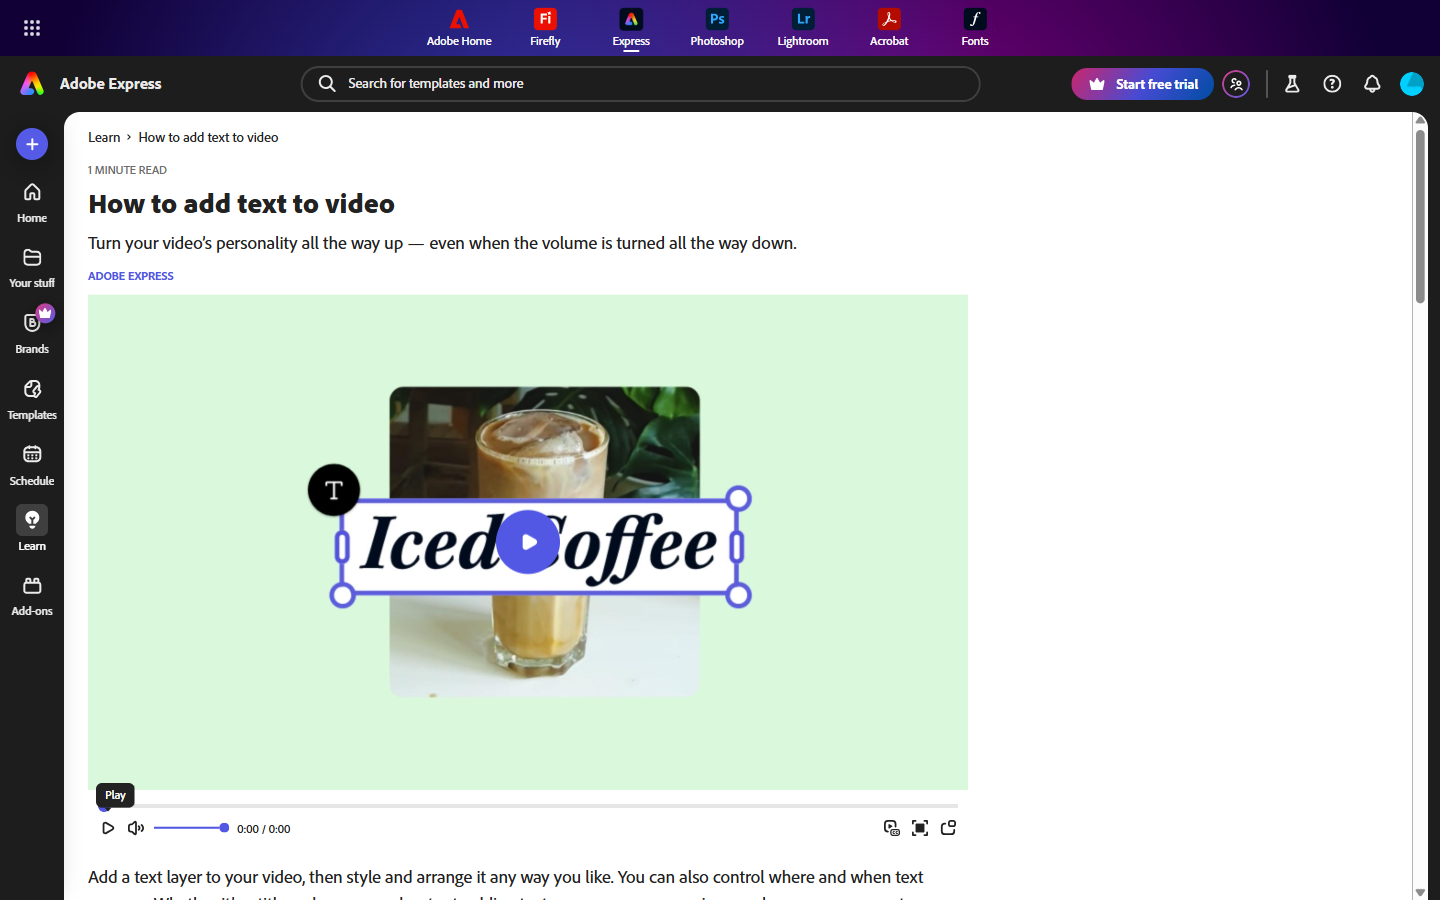 Adobe Home
Firefly
Express
Photoshop
Lightroom
Acrobat
Fonts
Fi
Ps
Lr
f
Adobe Express
Search for templates and more
Start free trial
Home
Your stuff
B
Brands
Templates
Schedule
Learn
Add-ons
Learn › How to add text to video
1 MINUTE READ
How to add text to video
Turn your video's personality all the way up — even when the volume is turned all the way down.
ADOBE EXPRESS
T
Iced Coffee
Play
0:00 / 0:00
CC
Add a text layer to your video, then style and arrange it any way you like. You can also control where and when text